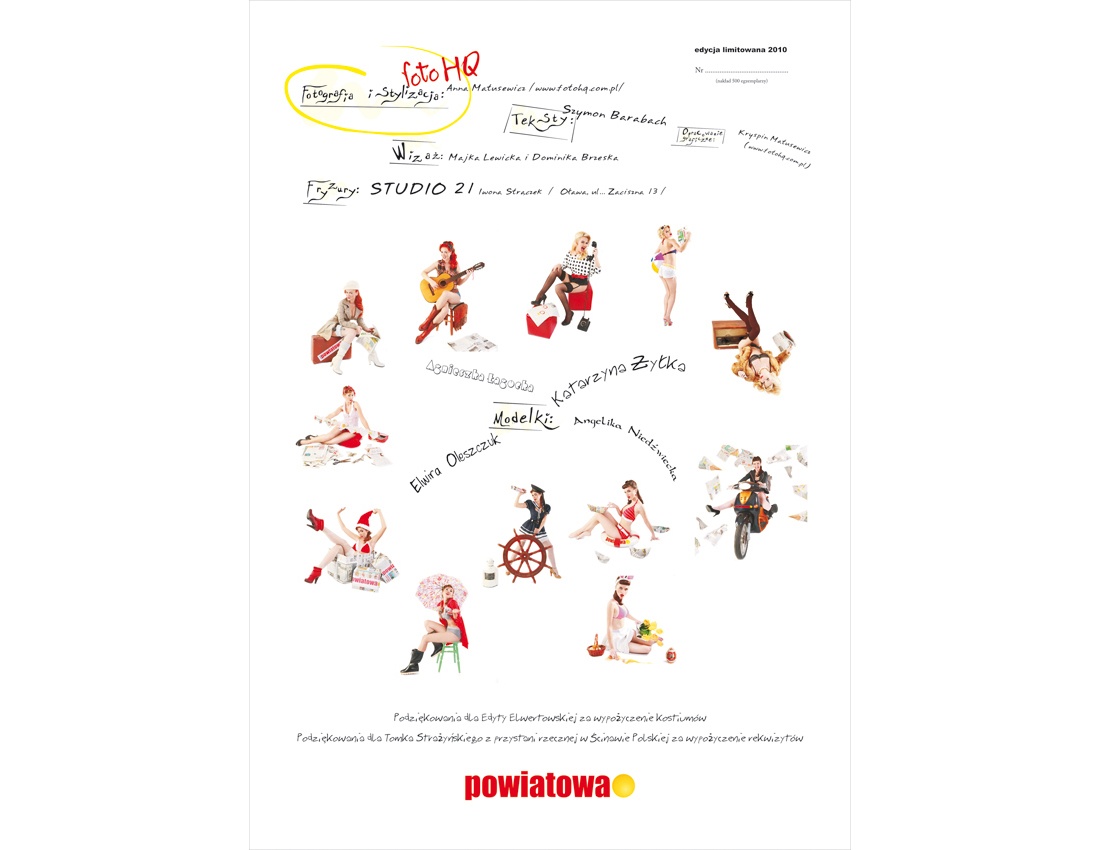 edycja limitowana 2010
Nr
(nakład 500 egzemplarzy)
foto HQ
Fotografia i Stylizacja: Anna Matusewicz /www.fotohq.com.pl/
Teksty: Szymon Barabach
Opracowanie graficzne: Kryspin Matusewicz
(www.fotohq.com.pl)
Wizaż: Majka Lewicka i Dominika Brzeska
Fryzury: STUDIO 21 Iwona Straczek / Oława, ul... Zaciszna 13 /
Agnieszka Łagocka
Katarzyna Żyłka
Modelki:
Angelika Niedźwiecka
Elwira Oleszczuk
powiatowa
Podziękowania dla Edyty Elwertowskiej za wypożyczenie Kostiumów
Podziękowania dla Tomka Strażyńskiego z przystani rzecznej w Ścinawie Polskiej za wypożyczenie rekwizytów
powiatowa